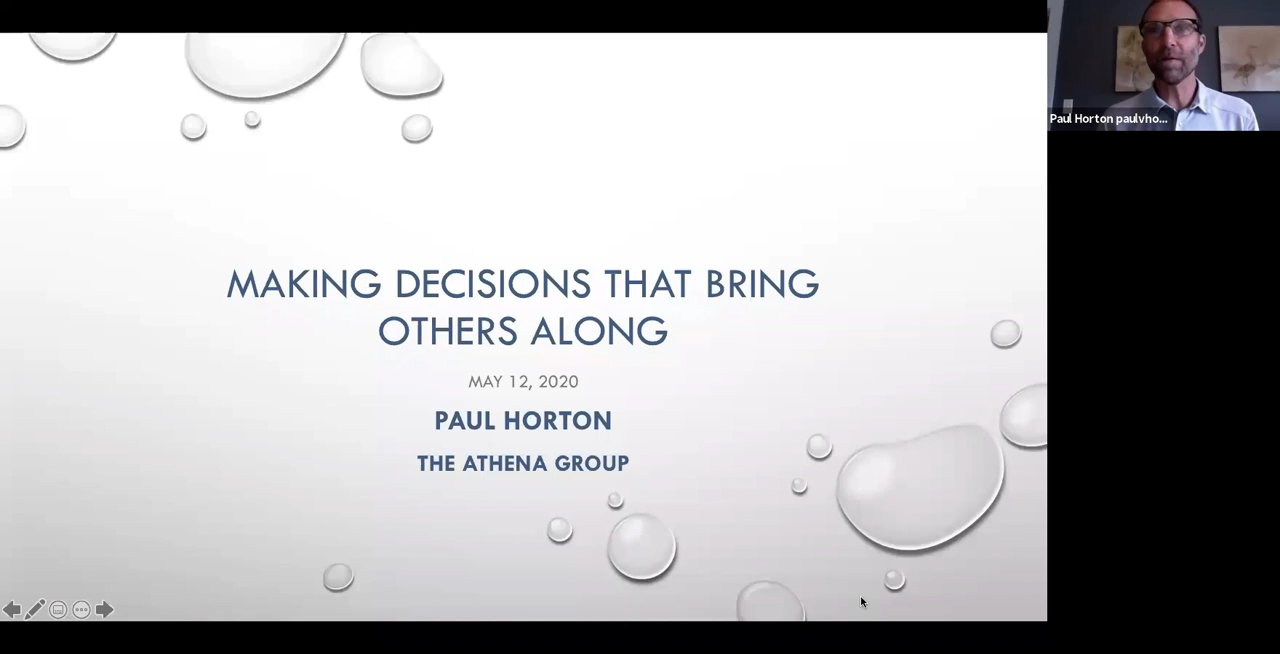 MAKING DECISIONS THAT BRING
OTHERS ALONG
MAY 12, 2020
PAUL HORTON
THE ATHENA GROUP
Paul Horton paulvho...